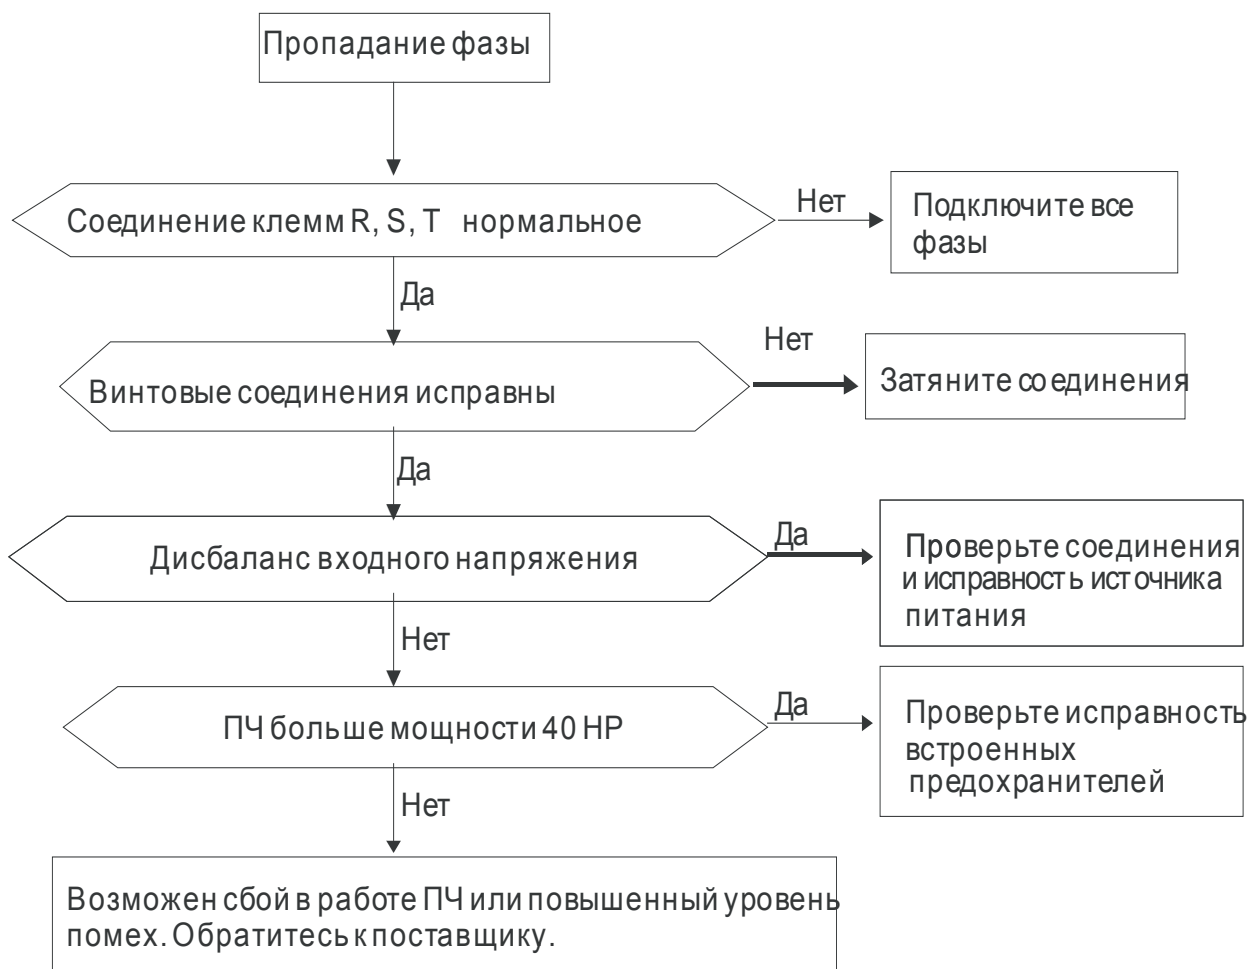 Пропадание фазы
Соединение клемм R, S, T нормальное
Нет
Подключите все
фазы
Да
Винтовые соединения исправны
Нет
Затяните соединения
Да
Дисбаланс входного напряжения
Да
Проверьте соединения
и исправность источника
питания
Нет
ПЧ больше мощности 40 HP
Да
Проверьте исправность
встроенных
предохранителей
Нет
Возможен сбой в работе ПЧ или повышенный уровень
помех. Обратитесь к поставщику.